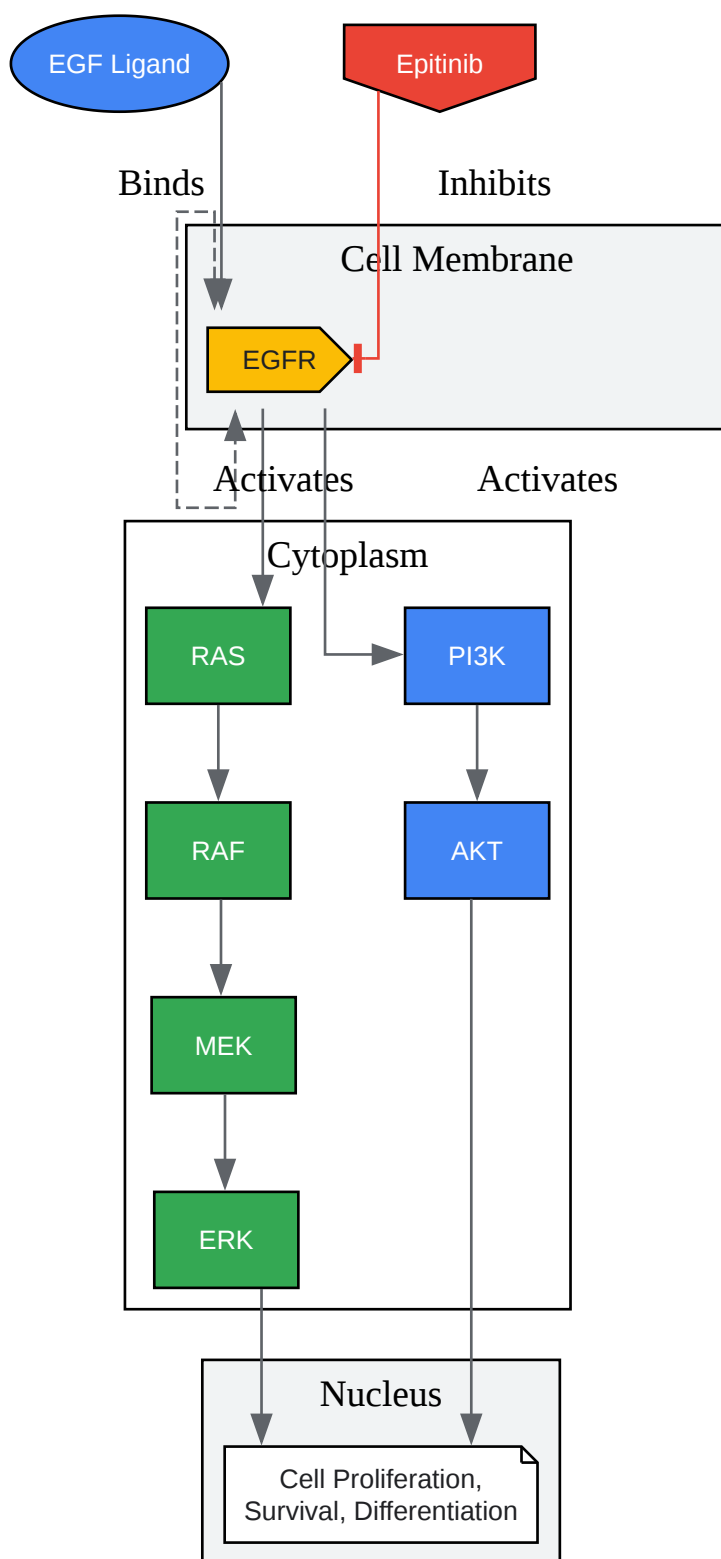 EGF Ligand
Epitinib
Binds
Inhibits
Cell Membrane
EGFR
Activates
Activates
Cytoplasm
RAS
PI3K
RAF
AKT
MEK
ERK
Nucleus
Cell Proliferation,
Survival, Differentiation